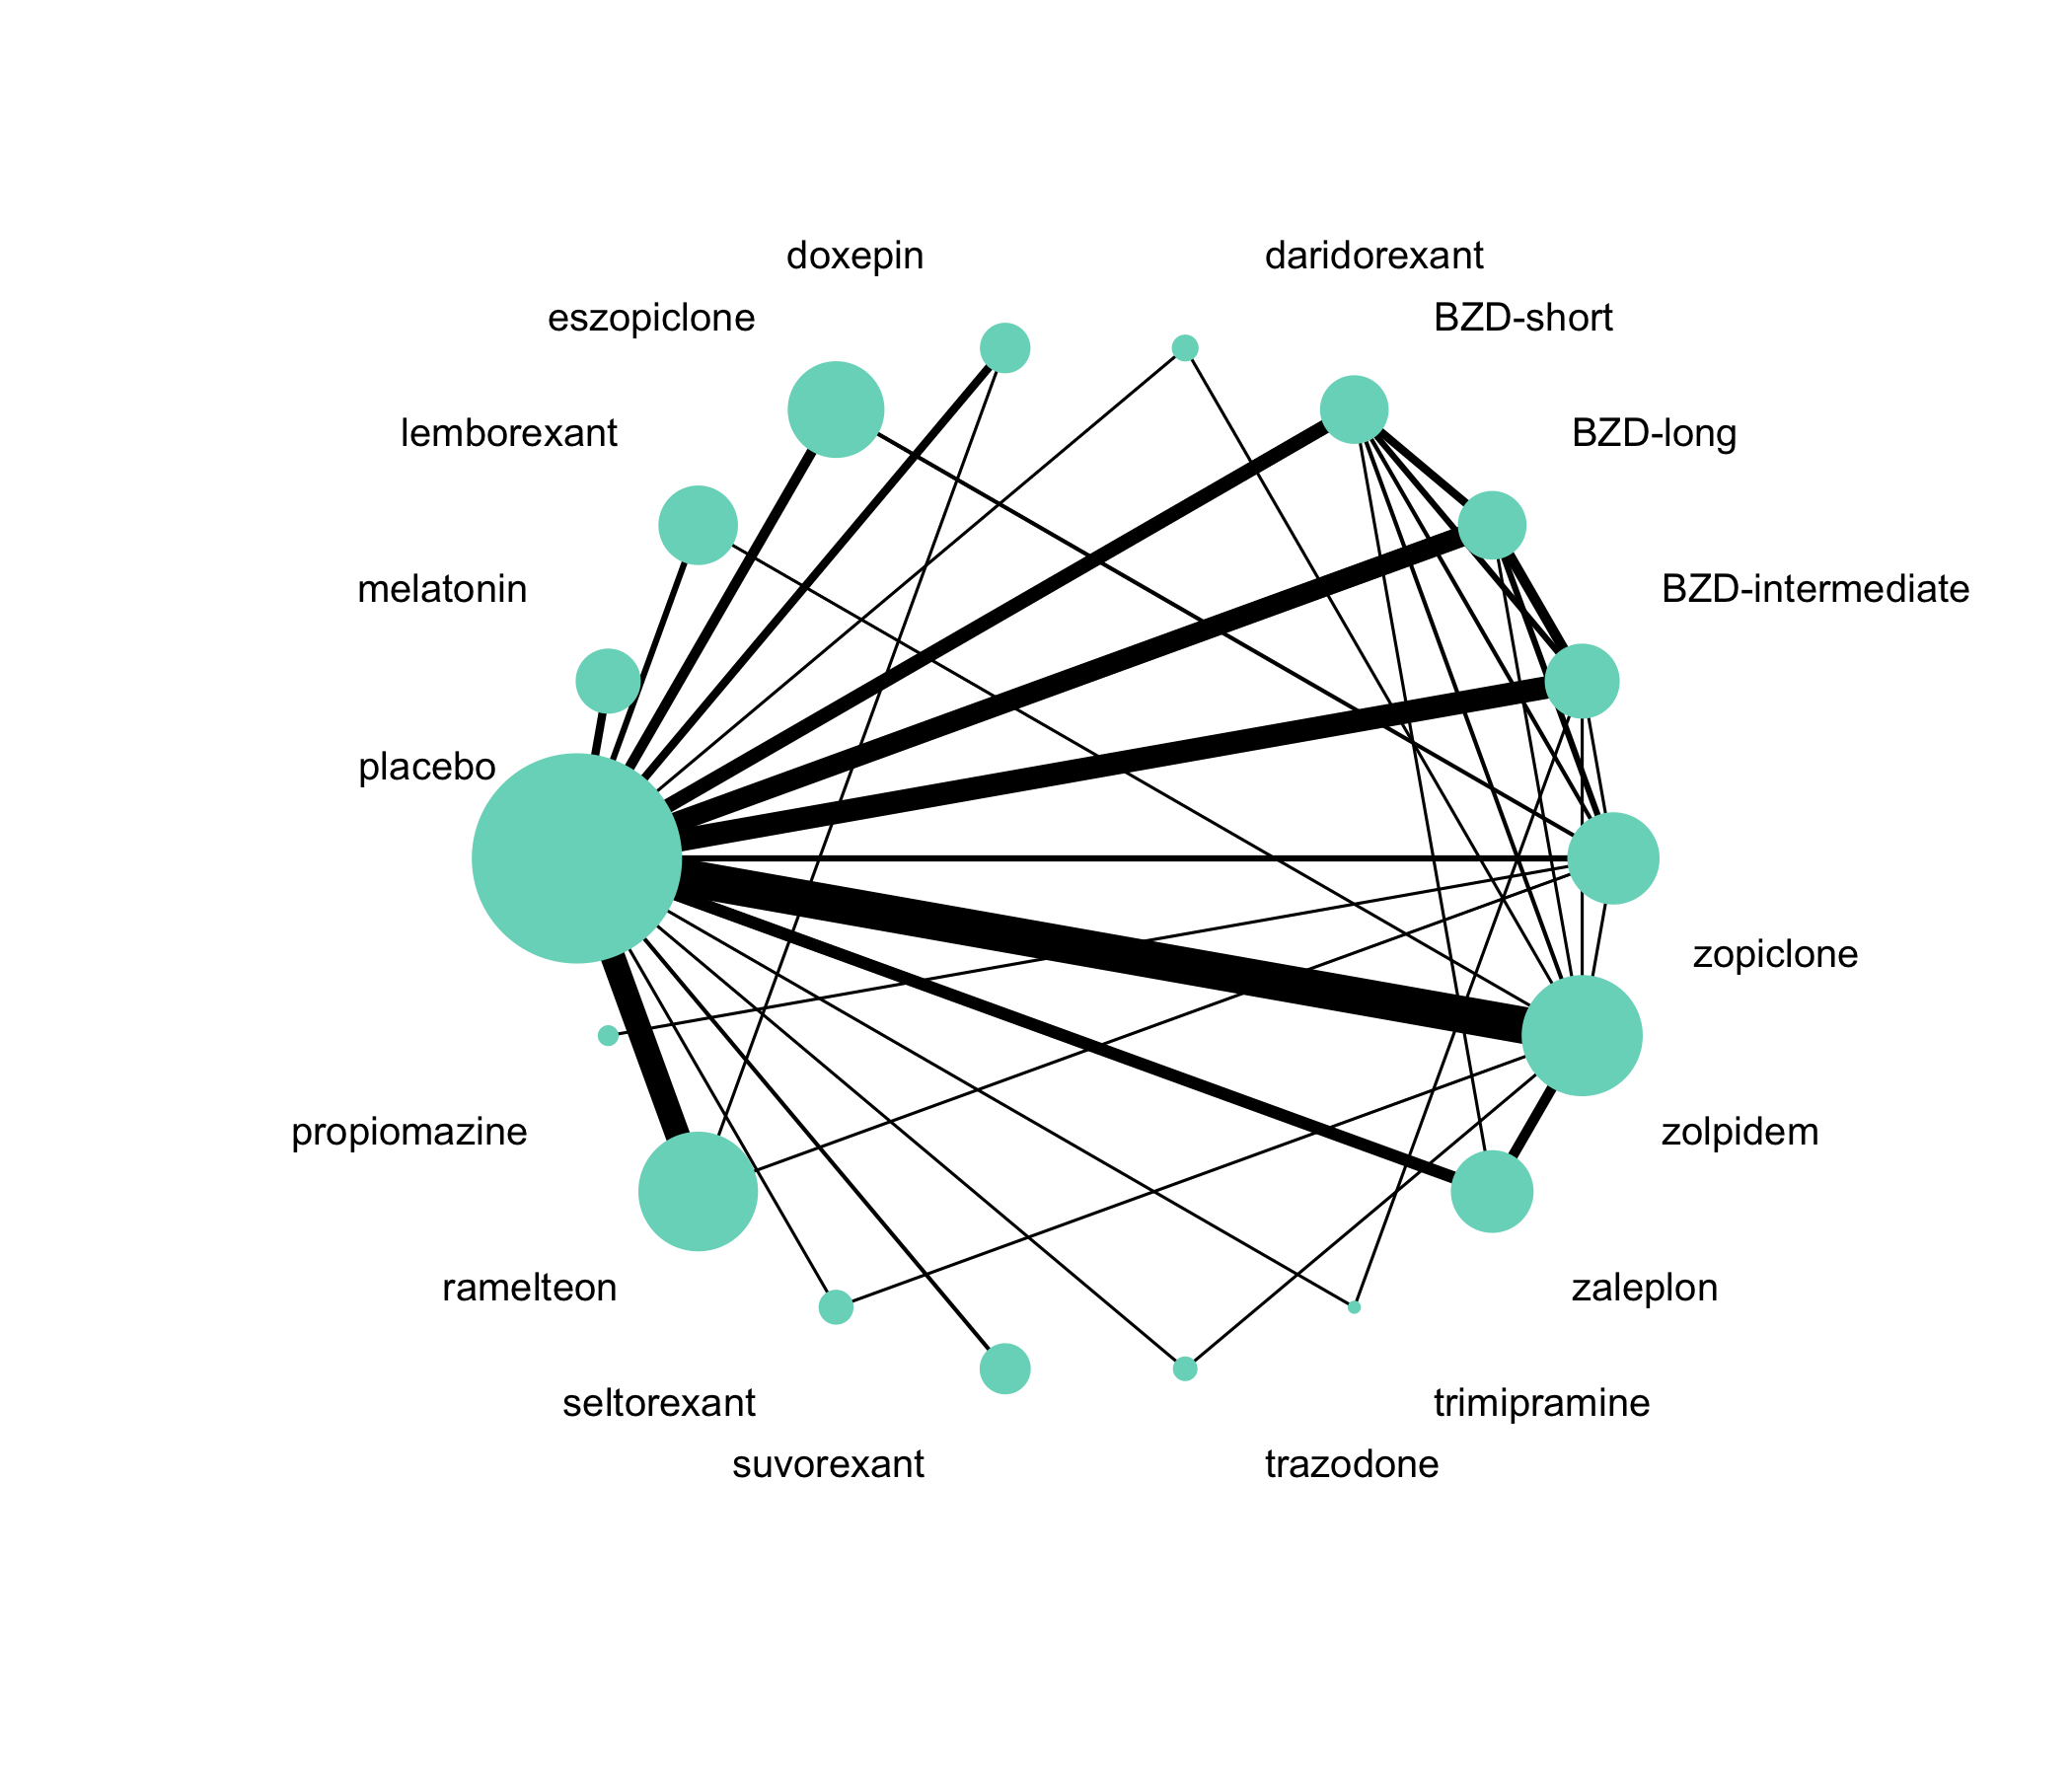 doxepin
daridorexant
eszopiclone
BZD-short
lemborexant
BZD-long
melatonin
BZD-intermediate
placebo
zopiclone
propiomazine
zolpidem
ramelteon
zaleplon
seltorexant
trimipramine
suvorexant
trazodone